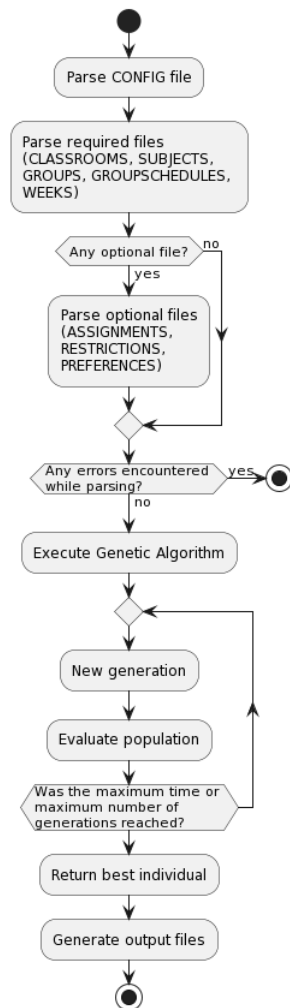 Parse CONFIG file
Parse required files
(CLASSROOMS, SUBJECTS,
GROUPS, GROUPSCHEDULES,
WEEKS)
Any optional file?
no
yes
Parse optional files
(ASSIGNMENTS,
RESTRICTIONS,
PREFERENCES)
Any errors encountered
while parsing?
yes
no
Execute Genetic Algorithm
New generation
Evaluate population
Was the maximum time or
maximum number of
generations reached?
Return best individual
Generate output files